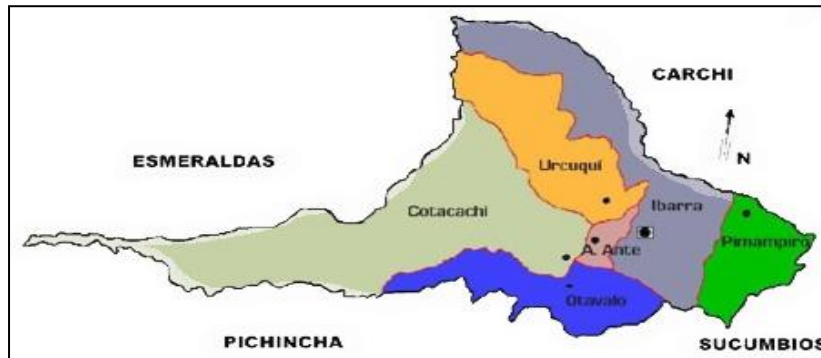 CARCHI
ESMERALDAS
N
Urcuquí
Cotacachi
Ibarra
Pimampiro
A. Ante
Otavalo
PICHINCHA
SUCUMBIOS